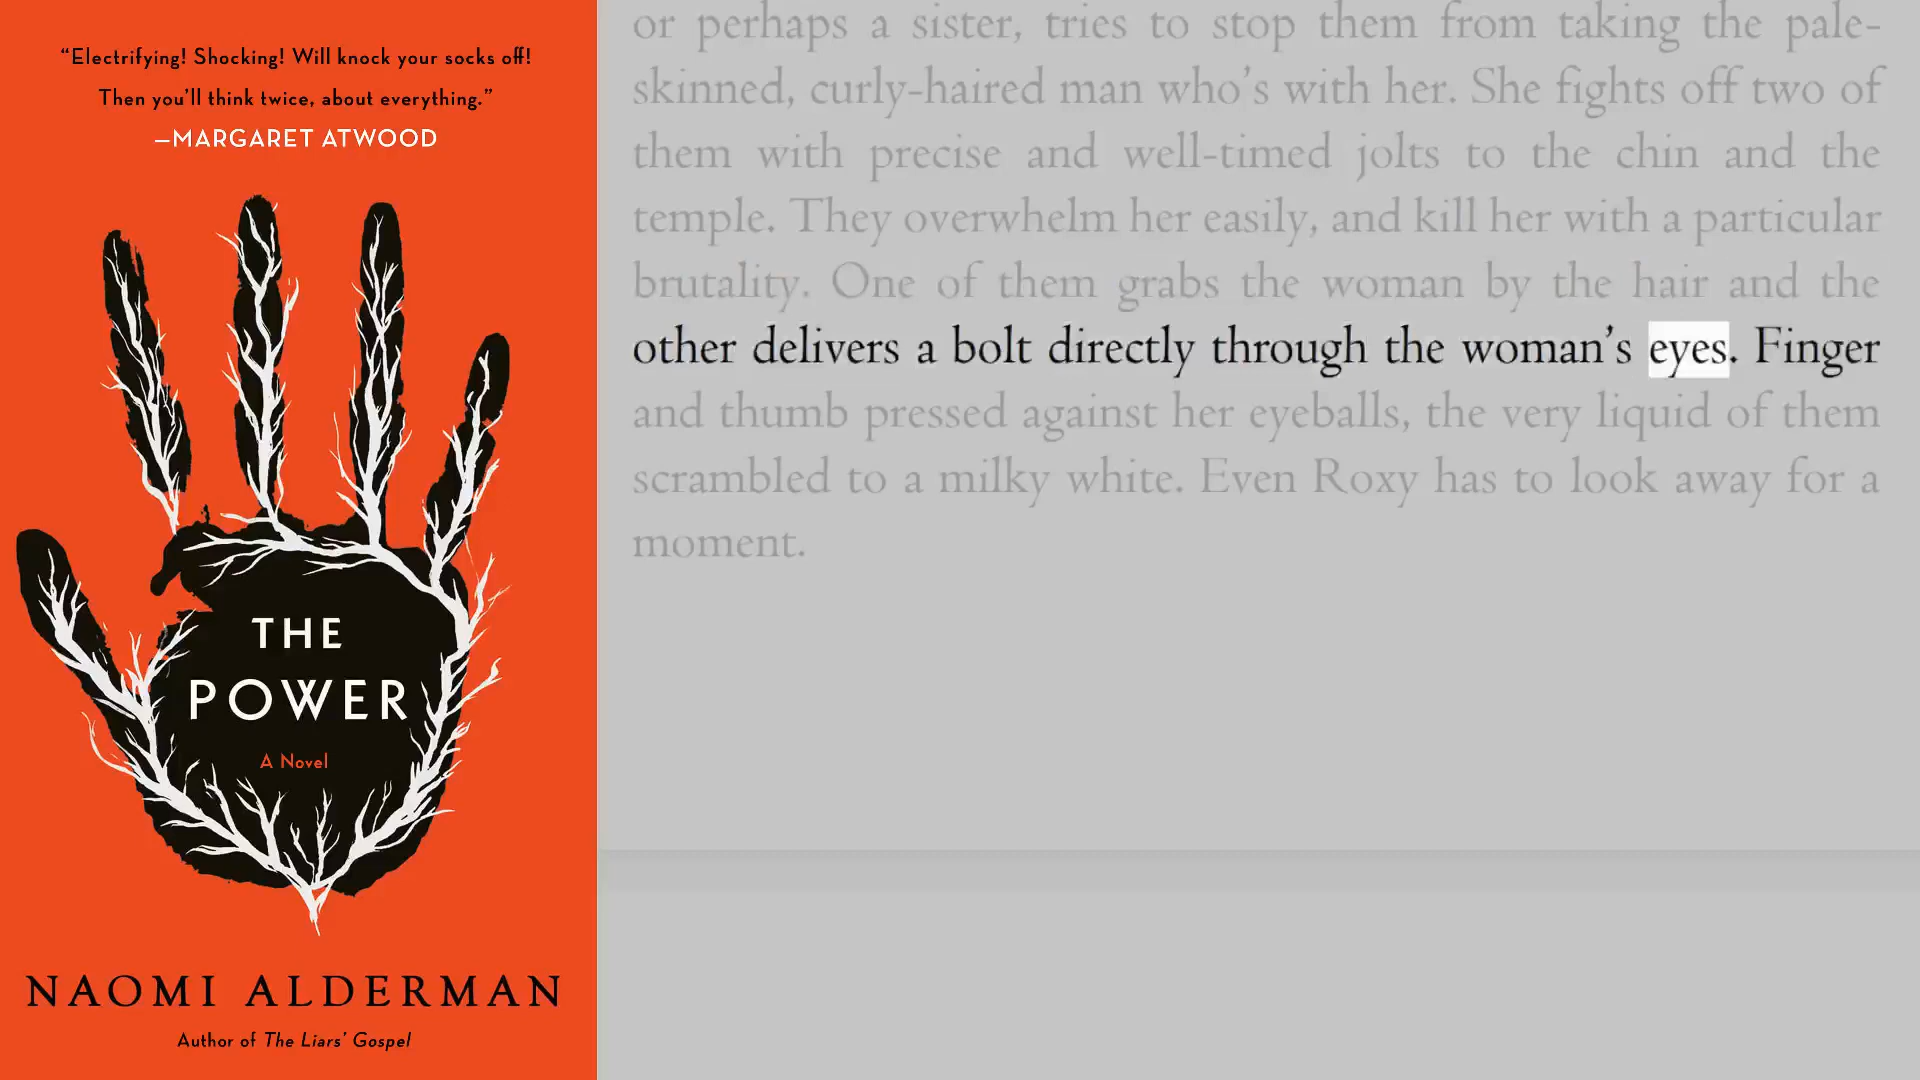 “Electrifying! Shocking! Will knock your socks off!
Then you’ll think twice, about everything.”
—MARGARET ATWOOD
THE
POWER
A Novel
NAOMI ALDERMAN
Author of The Liars’ Gospel
or perhaps a sister, tries to stop them from taking the pale-
skinned, curly-haired man who’s with her. She fights off two of
them with precise and well-timed jolts to the chin and the
temple. They overwhelm her easily, and kill her with a particular
brutality. One of them grabs the woman by the hair and the
other delivers a bolt directly through the woman’s eyes. Finger
and thumb pressed against her eyeballs, the very liquid of them
scrambled to a milky white. Even Roxy has to look away for a
moment.